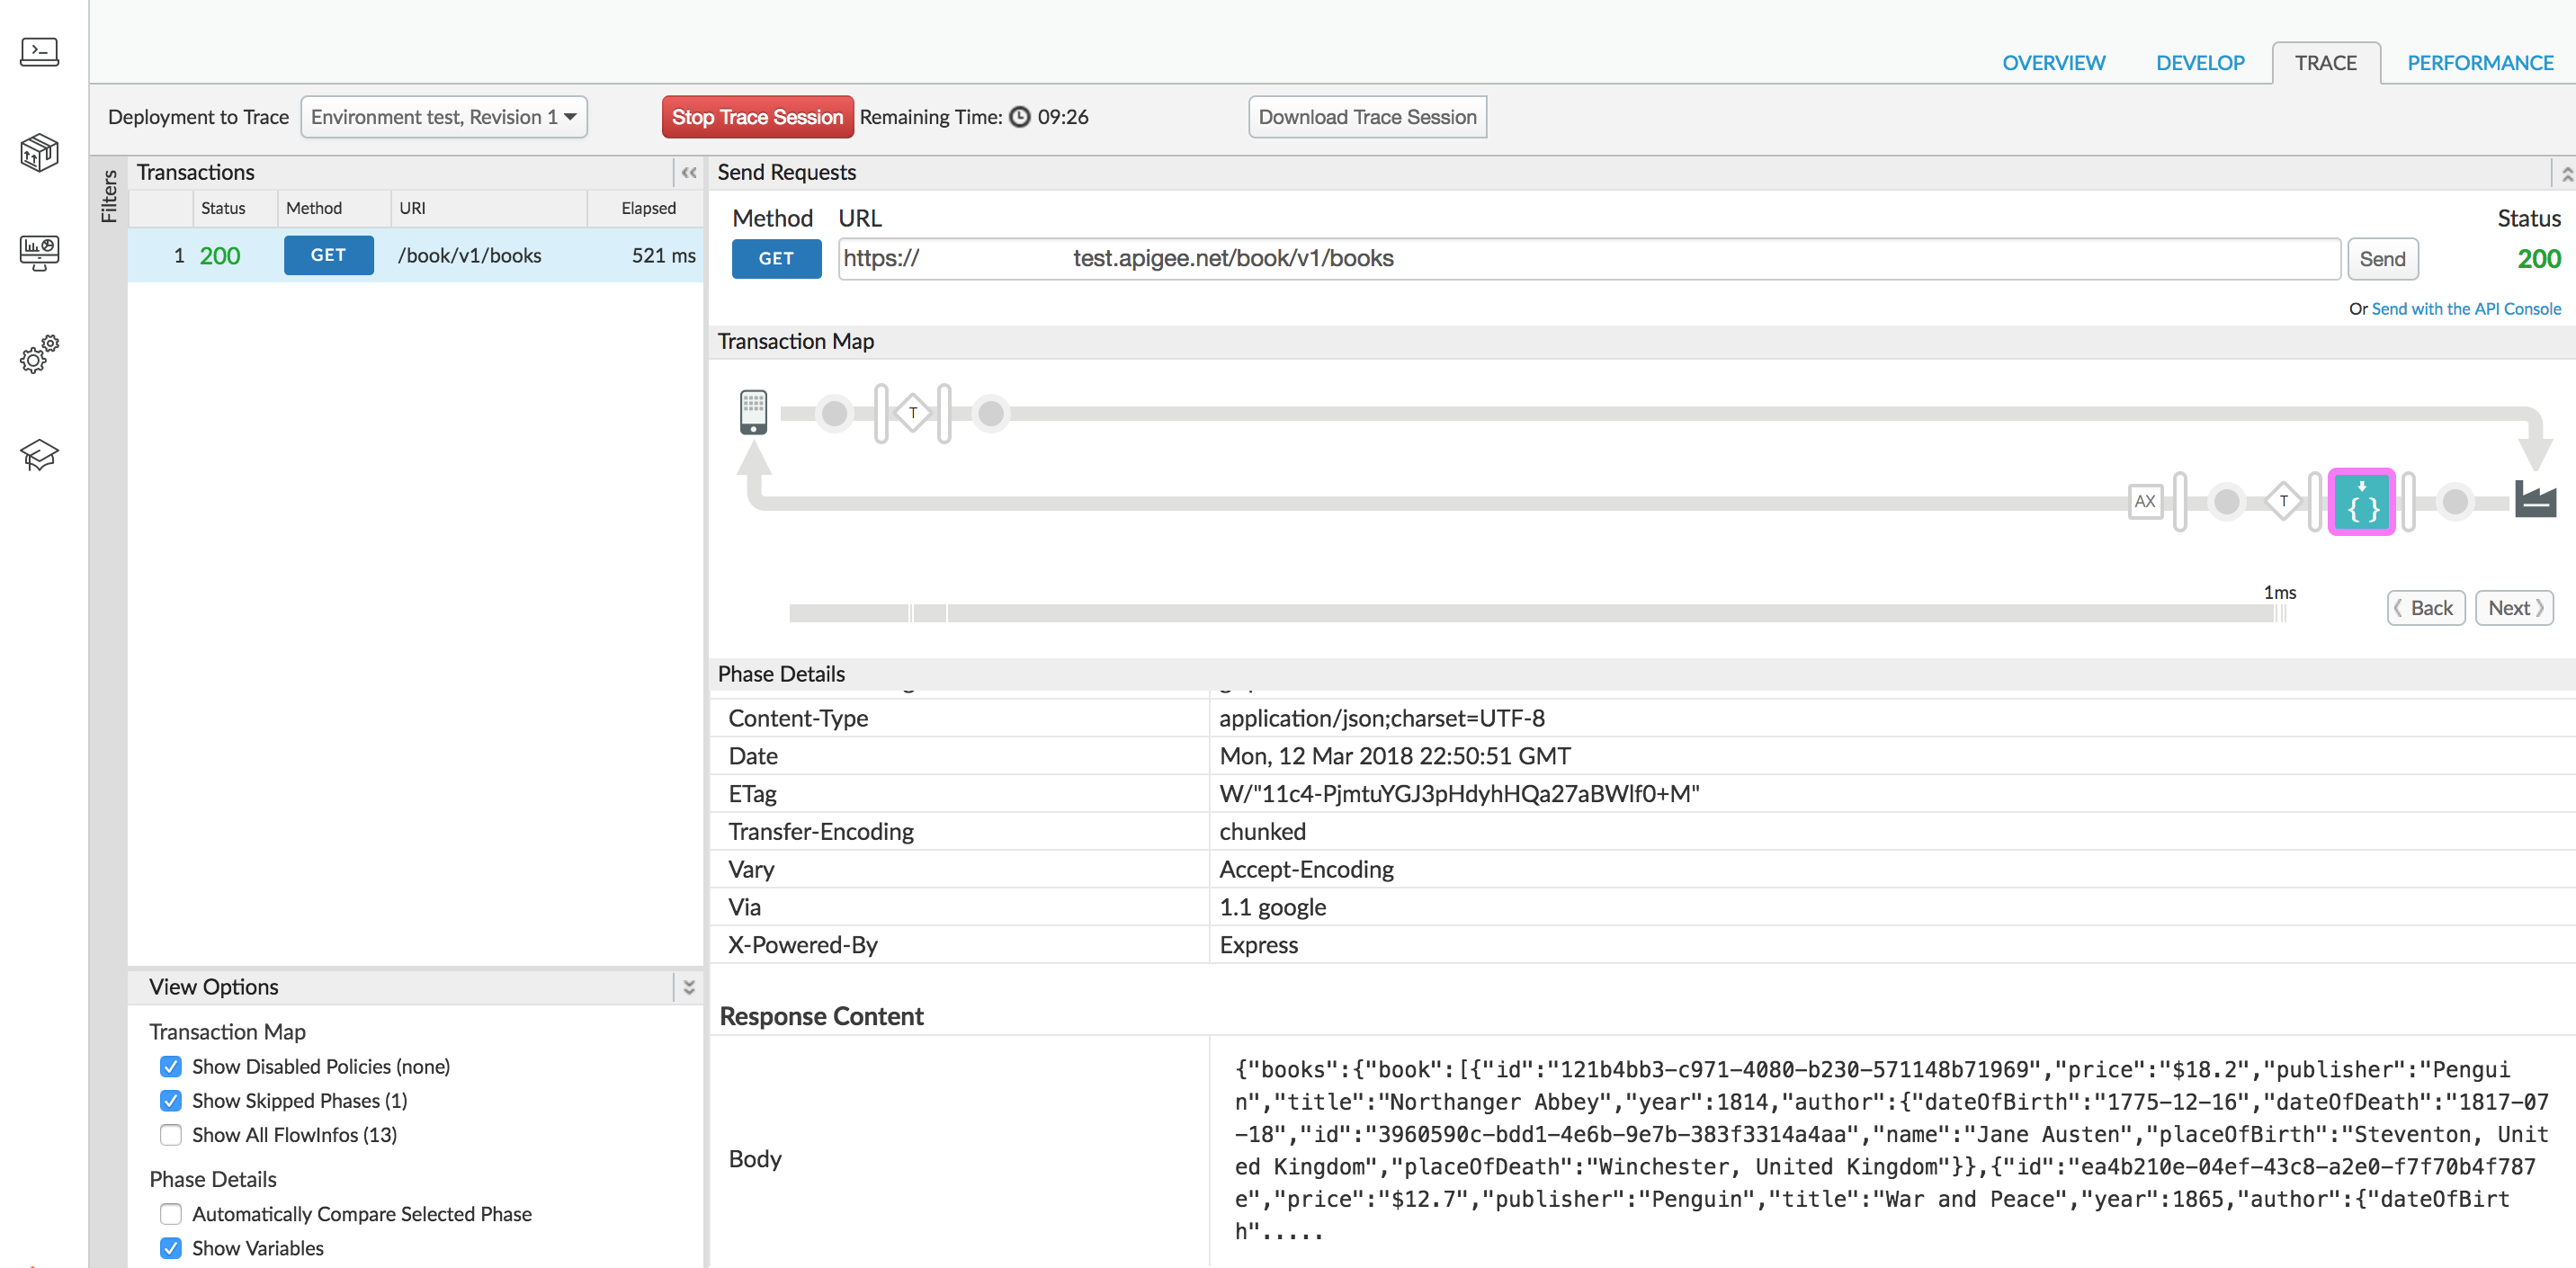 OVERVIEW DEVELOP TRACE PERFORMANCE
Deployment to Trace Environment test, Revision 1 Stop Trace Session Remaining Time: 09:26 Download Trace Session
Filters
Transactions
Status Method URI Elapsed
1 200 GET /book/v1/books 521 ms
Send Requests
Method URL Status
GET https:// test.apigee.net/book/v1/books Send 200
Or Send with the API Console
Transaction Map
T
AX T { }
1ms
Back Next
Phase Details
Content-Type application/json;charset=UTF-8
Date Mon, 12 Mar 2018 22:50:51 GMT
ETag W/"11c4-PjmtuYGJ3pHdyhHQa27aBWlf0+M"
Transfer-Encoding chunked
Vary Accept-Encoding
Via 1.1 google
X-Powered-By Express
Response Content
Body
{"books":{"book":[{"id":"121b4bb3-c971-4080-b230-571148b71969","price":"$18.2","publisher":"Pengui
n","title":"Northanger Abbey","year":1814,"author":{"dateOfBirth":"1775-12-16","dateOfDeath":"1817-07
-18","id":"3960590c-bdd1-4e6b-9e7b-383f3314a4aa","name":"Jane Austen","placeOfBirth":"Steventon, Unit
ed Kingdom","placeOfDeath":"Winchester, United Kingdom"}},{"id":"ea4b210e-04ef-43c8-a2e0-f7f70b4f787
e","price":"$12.7","publisher":"Penguin","title":"War and Peace","year":1865,"author":{"dateOfBirt
h".....
View Options
Transaction Map
Show Disabled Policies (none)
Show Skipped Phases (1)
Show All FlowInfos (13)
Phase Details
Automatically Compare Selected Phase
Show Variables